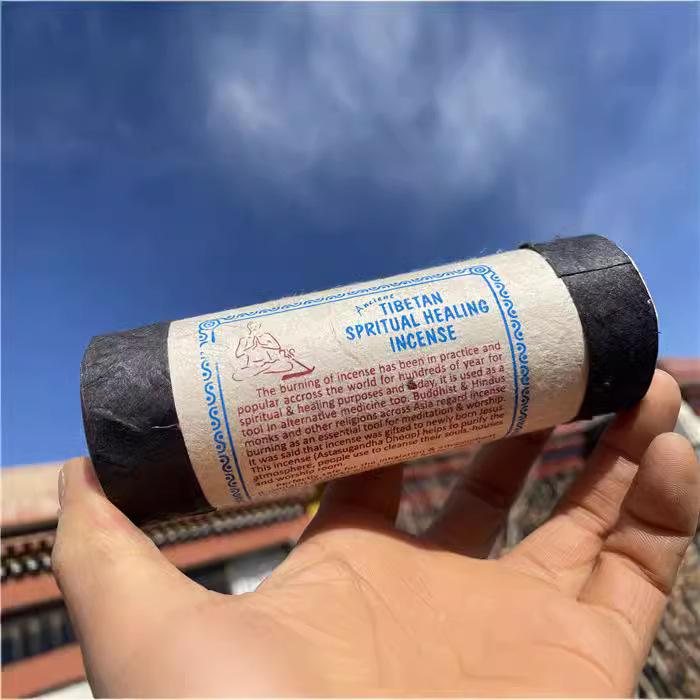 Ancient
TIBETAN
SPRITUAL HEALING
INCENSE
The burning of incense has been in practice and
popular accross the world for hundreds of year for
spiritual & healing purposes and day, it is used as a
tool in alternative medicine too. Buddhist & Hindus
monks and other religions across Asia regard incense
burning as an essential tool for meditation & worship.
It was said that incense was gifted to newly born Jesus.
This incense (Astasugandha Dhoop) helps to purify the
atmosphere, people use to cleanse their souls, houses
and worship room.